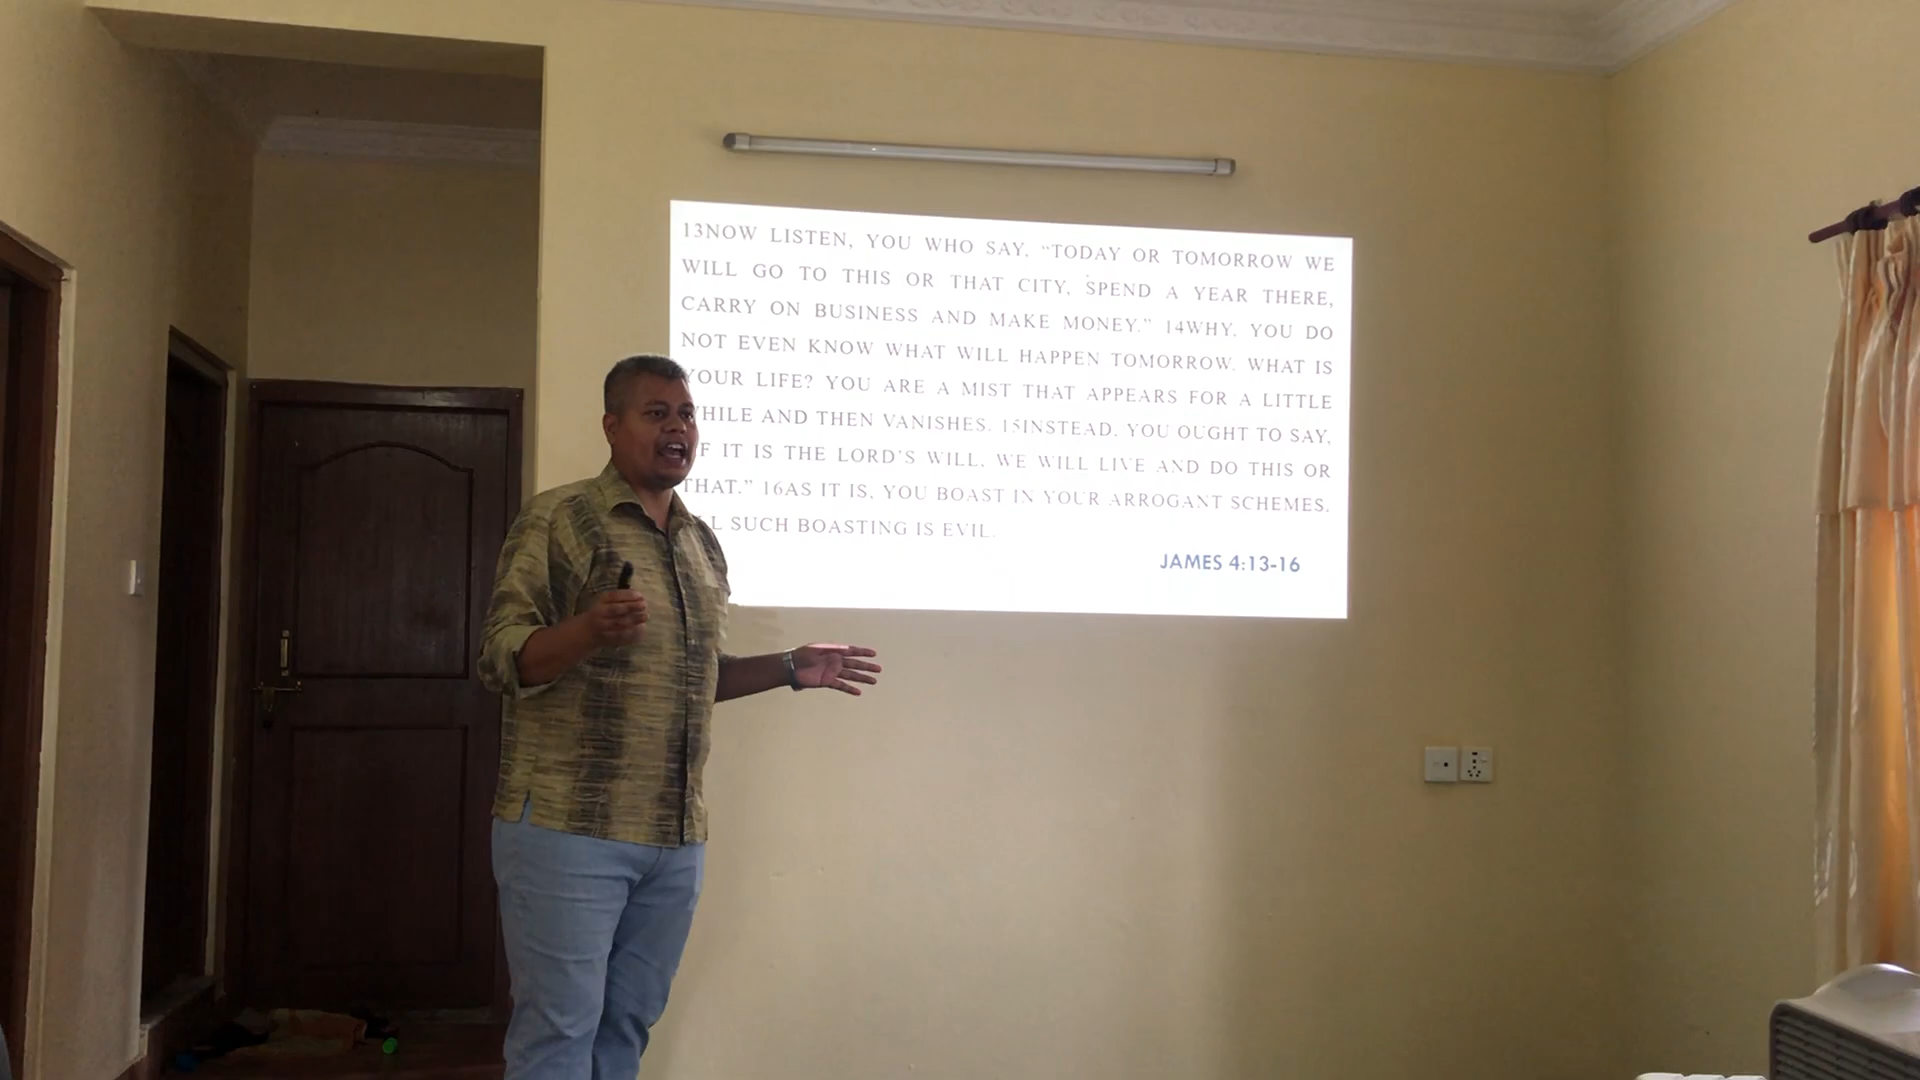 13NOW LISTEN, YOU WHO SAY, “TODAY OR TOMORROW WE
WILL GO TO THIS OR THAT CITY, SPEND A YEAR THERE,
CARRY ON BUSINESS AND MAKE MONEY.” 14WHY, YOU DO
NOT EVEN KNOW WHAT WILL HAPPEN TOMORROW. WHAT IS
YOUR LIFE? YOU ARE A MIST THAT APPEARS FOR A LITTLE
WHILE AND THEN VANISHES. 15INSTEAD, YOU OUGHT TO SAY,
IT IS THE LORD’S WILL, WE WILL LIVE AND DO THIS OR
THAT.” 16AS IT IS, YOU BOAST IN YOUR ARROGANT SCHEMES.
SUCH BOASTING IS EVIL.
JAMES 4:13-16